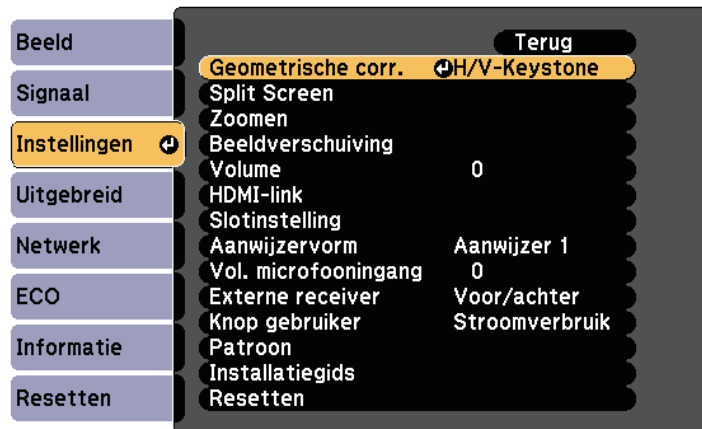 Beeld
Signaal
Instellingen
Uitgebreid
Netwerk
ECO
Informatie
Resetten
Terug
Geometrische corr. H/V-Keystone
Split Screen
Zoomen
Beeldverschuiving
Volume 0
HDMI-link
Slotinstelling
Aanwijzervorm Aanwijzer 1
Vol. microfooningang 0
Externe receiver Voor/achter
Knop gebruiker Stroomverbruik
Patroon
Installatiegids
Resetten